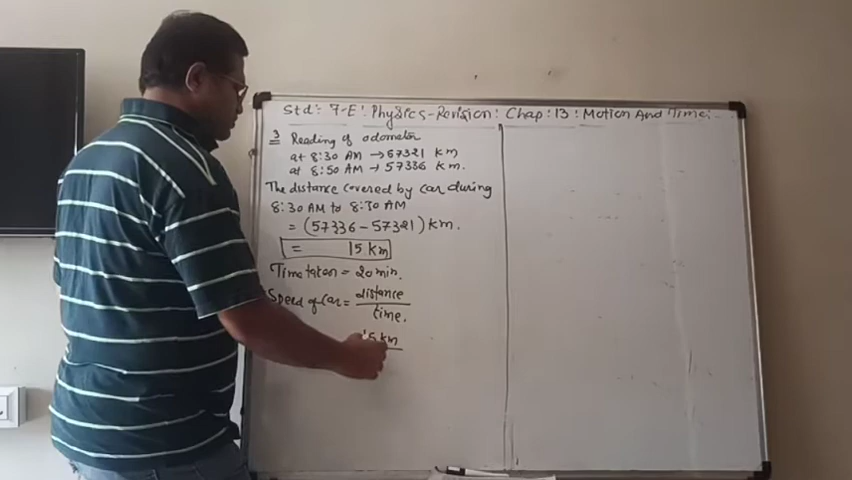 Std:- 7-E : Physics - Revision : Chap : 13 : Motion And Time :-
3 Reading of odometer
at 8:30 AM → 57321 KM
at 8:50 AM → 57336 KM.
The distance covered by car during
8:30 AM to 8:30 AM
= (57336 - 57321) KM.
= 15 KM
Time taken = 20 min.
Speed of Car = distance
time.
15 KM